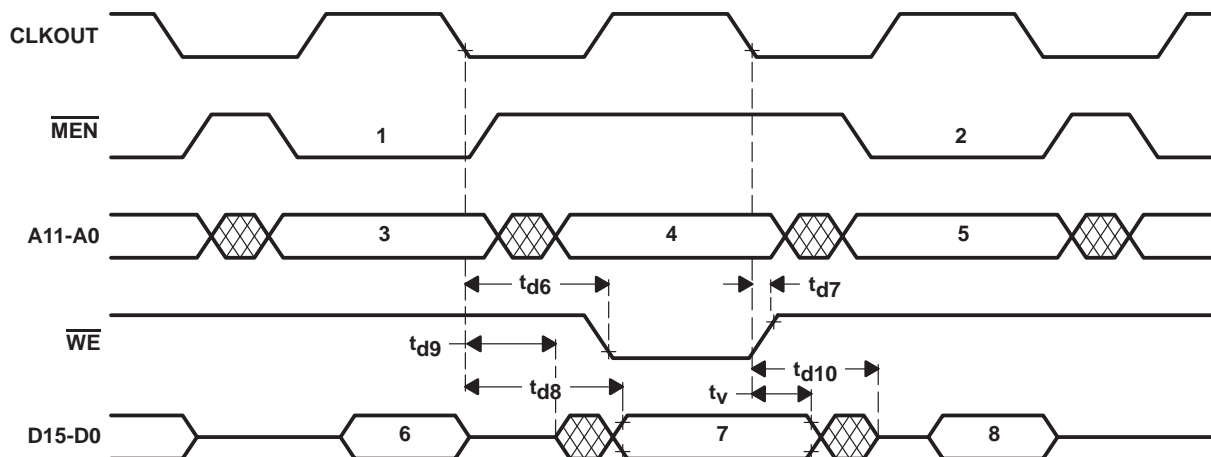 CLKOUT
MEN
1
2
A11-A0
3
4
5
td6
td7
WE
td9
td10
td8
tv
D15-D0
6
7
8